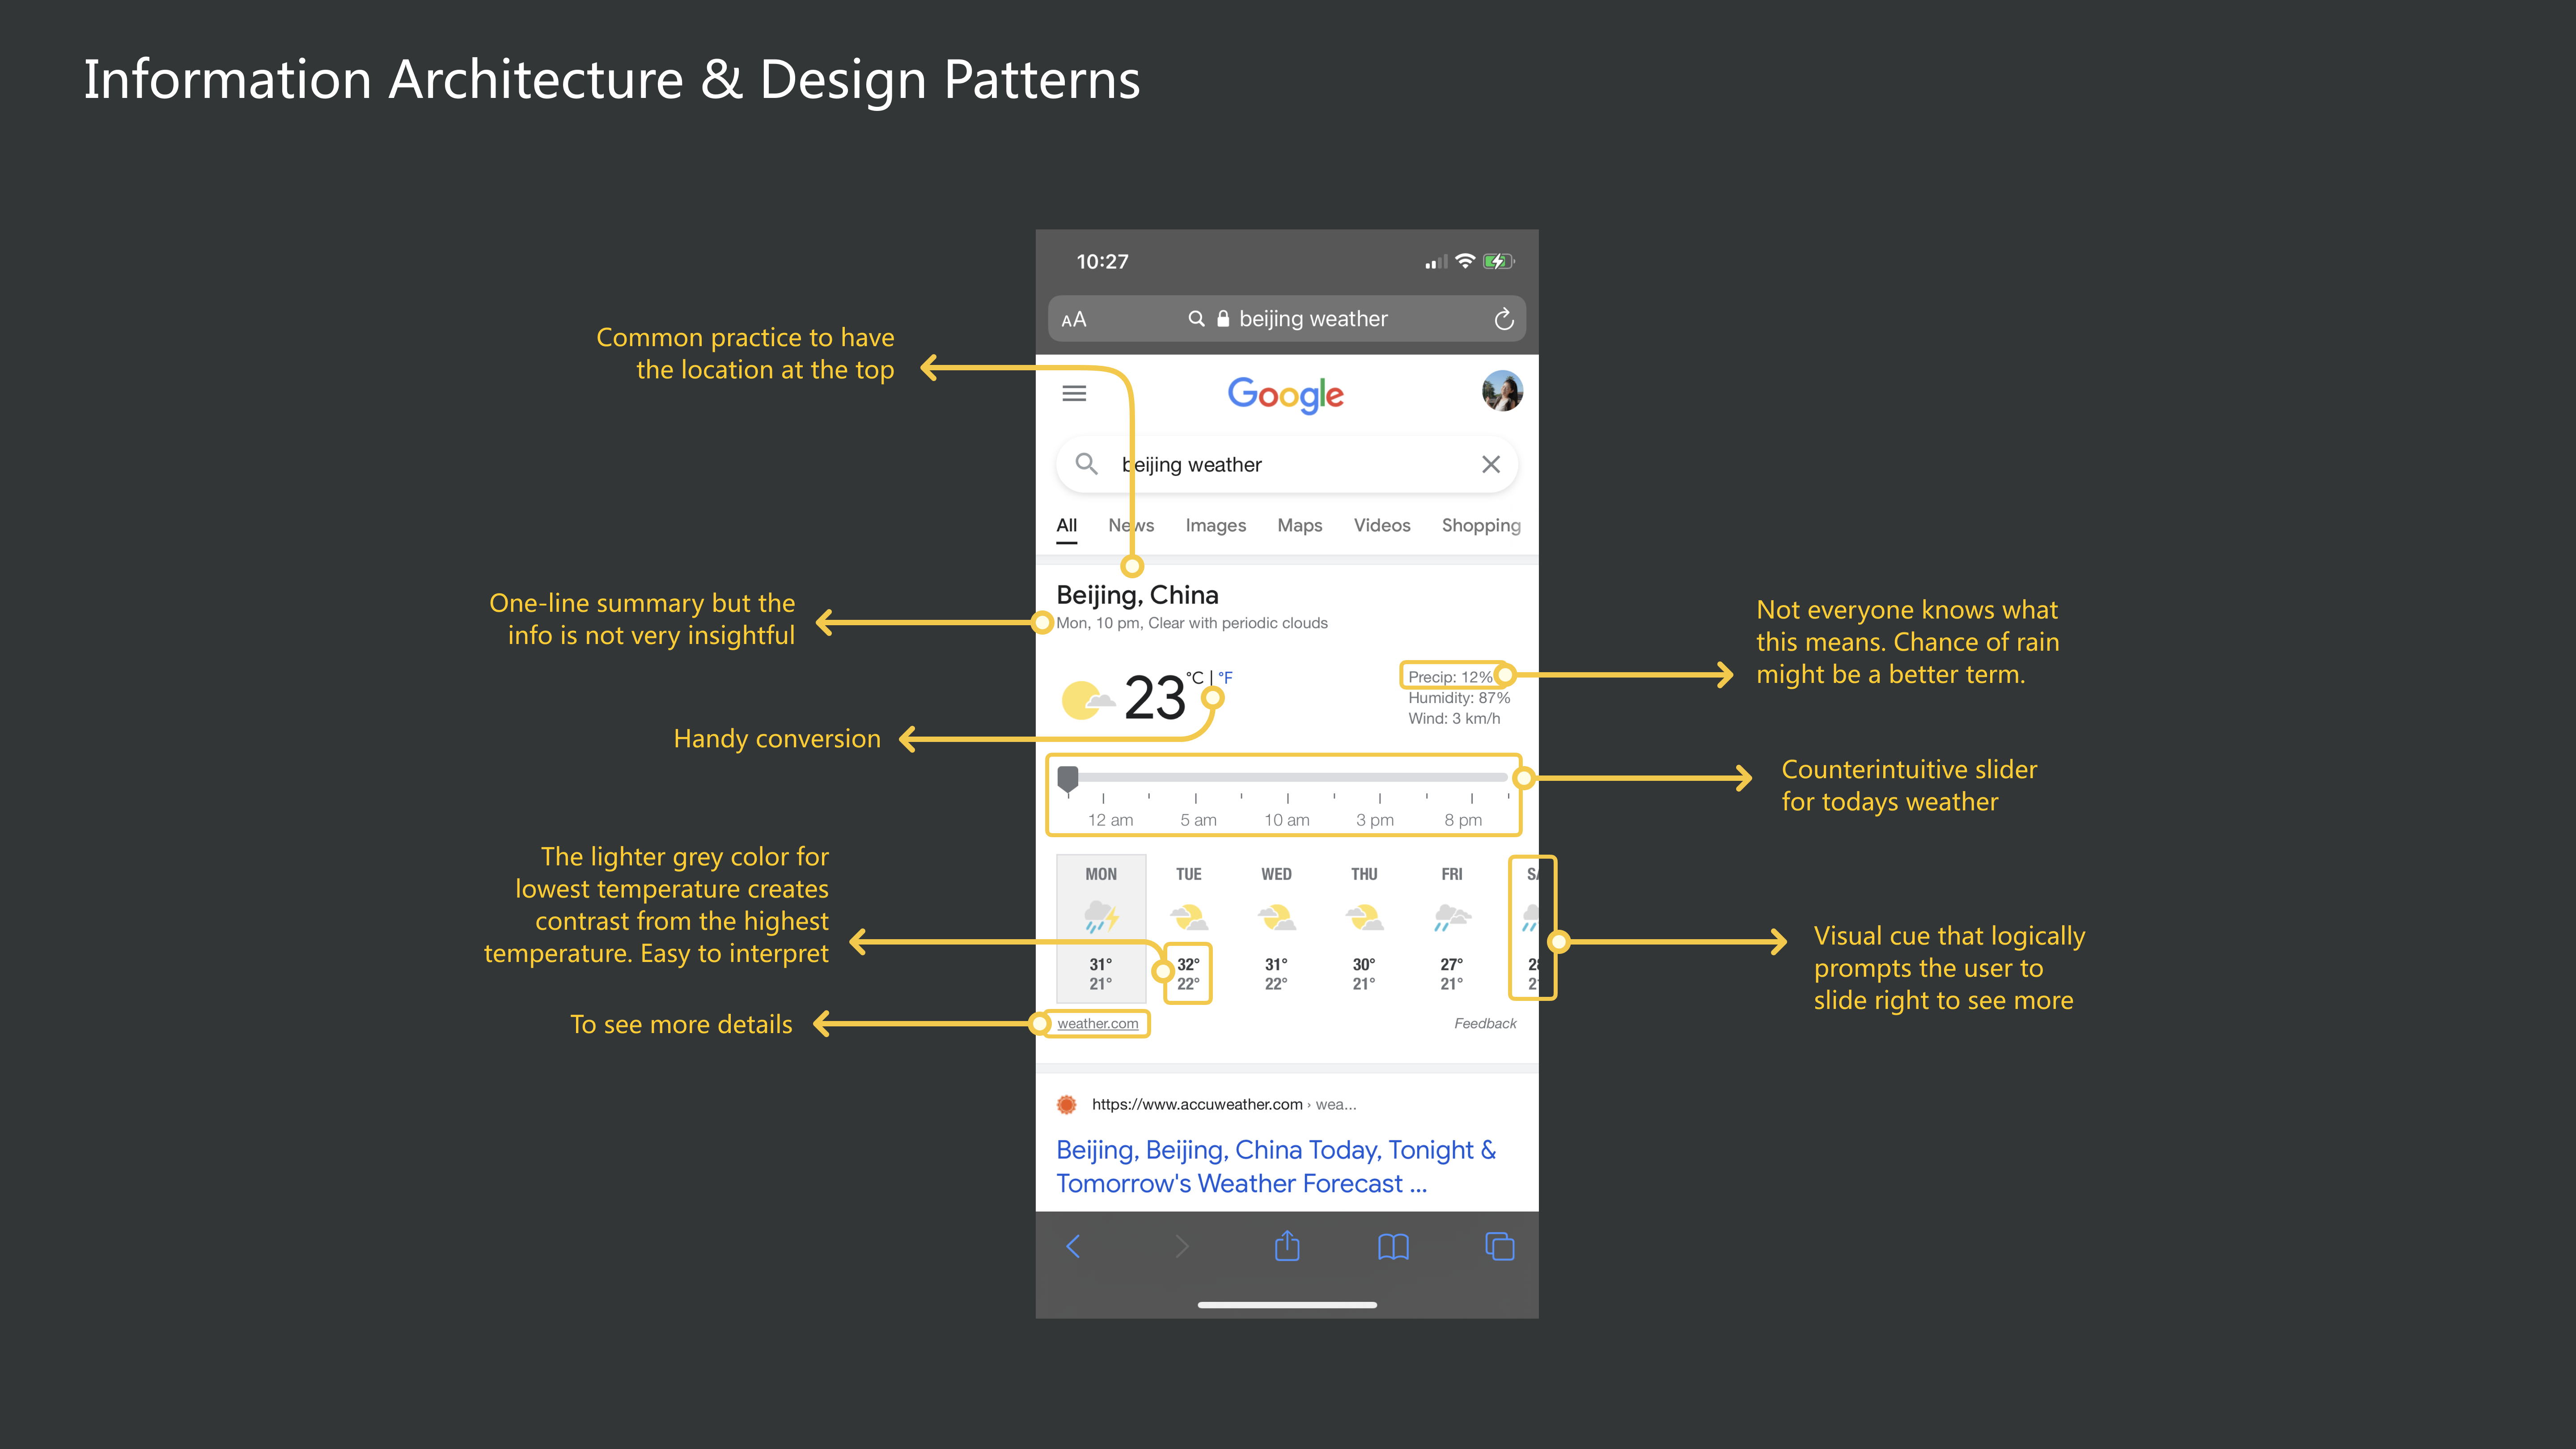 Information Architecture & Design Patterns
10:27
AA
beijing weather
Common practice to have
the location at the top
Google
beijing weather
All News Images Maps Videos Shopping
One-line summary but the
info is not very insightful
Beijing, China
Mon, 10 pm, Clear with periodic clouds
23 °C | °F
Precip: 12%
Humidity: 87%
Wind: 3 km/h
Not everyone knows what
this means. Chance of rain
might be a better term.
Handy conversion
12 am 5 am 10 am 3 pm 8 pm
Counterintuitive slider
for todays weather
The lighter grey color for
lowest temperature creates
contrast from the highest
temperature. Easy to interpret
MON TUE WED THU FRI
31° 32° 31° 30° 27°
21° 22° 22° 21° 21°
Visual cue that logically
prompts the user to
slide right to see more
To see more details
weather.com
Feedback
https://www.accuweather.com › wea...
Beijing, Beijing, China Today, Tonight &
Tomorrow's Weather Forecast ...